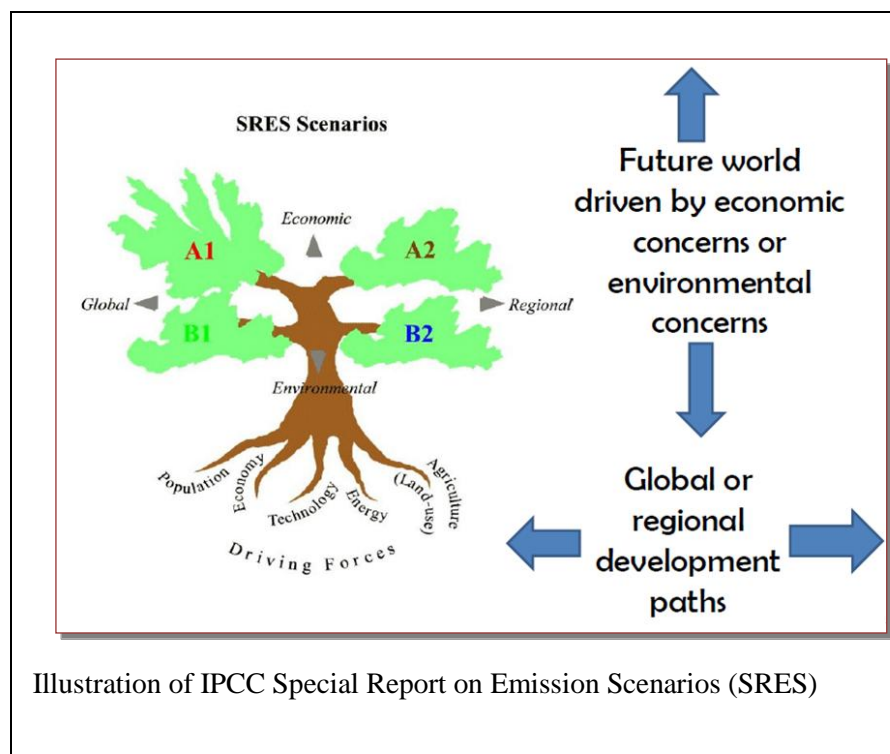 SRES Scenarios
Economic
A1
A2
Global
Regional
B1
B2
Environmental
Population
Economy
Technology
Energy
Agriculture
(Land-use)
Driving Forces
Future world
driven by economic
concerns or
environmental
concerns
Global or
regional
development
paths
Illustration of IPCC Special Report on Emission Scenarios (SRES)